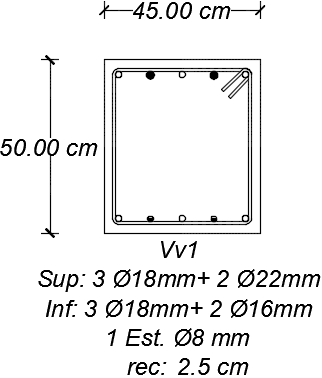 45.00 cm
50.00 cm
Vv1
Sup: 3 Ø18mm+ 2 Ø22mm
Inf: 3 Ø18mm+ 2 Ø16mm
1 Est. Ø8 mm
rec: 2.5 cm